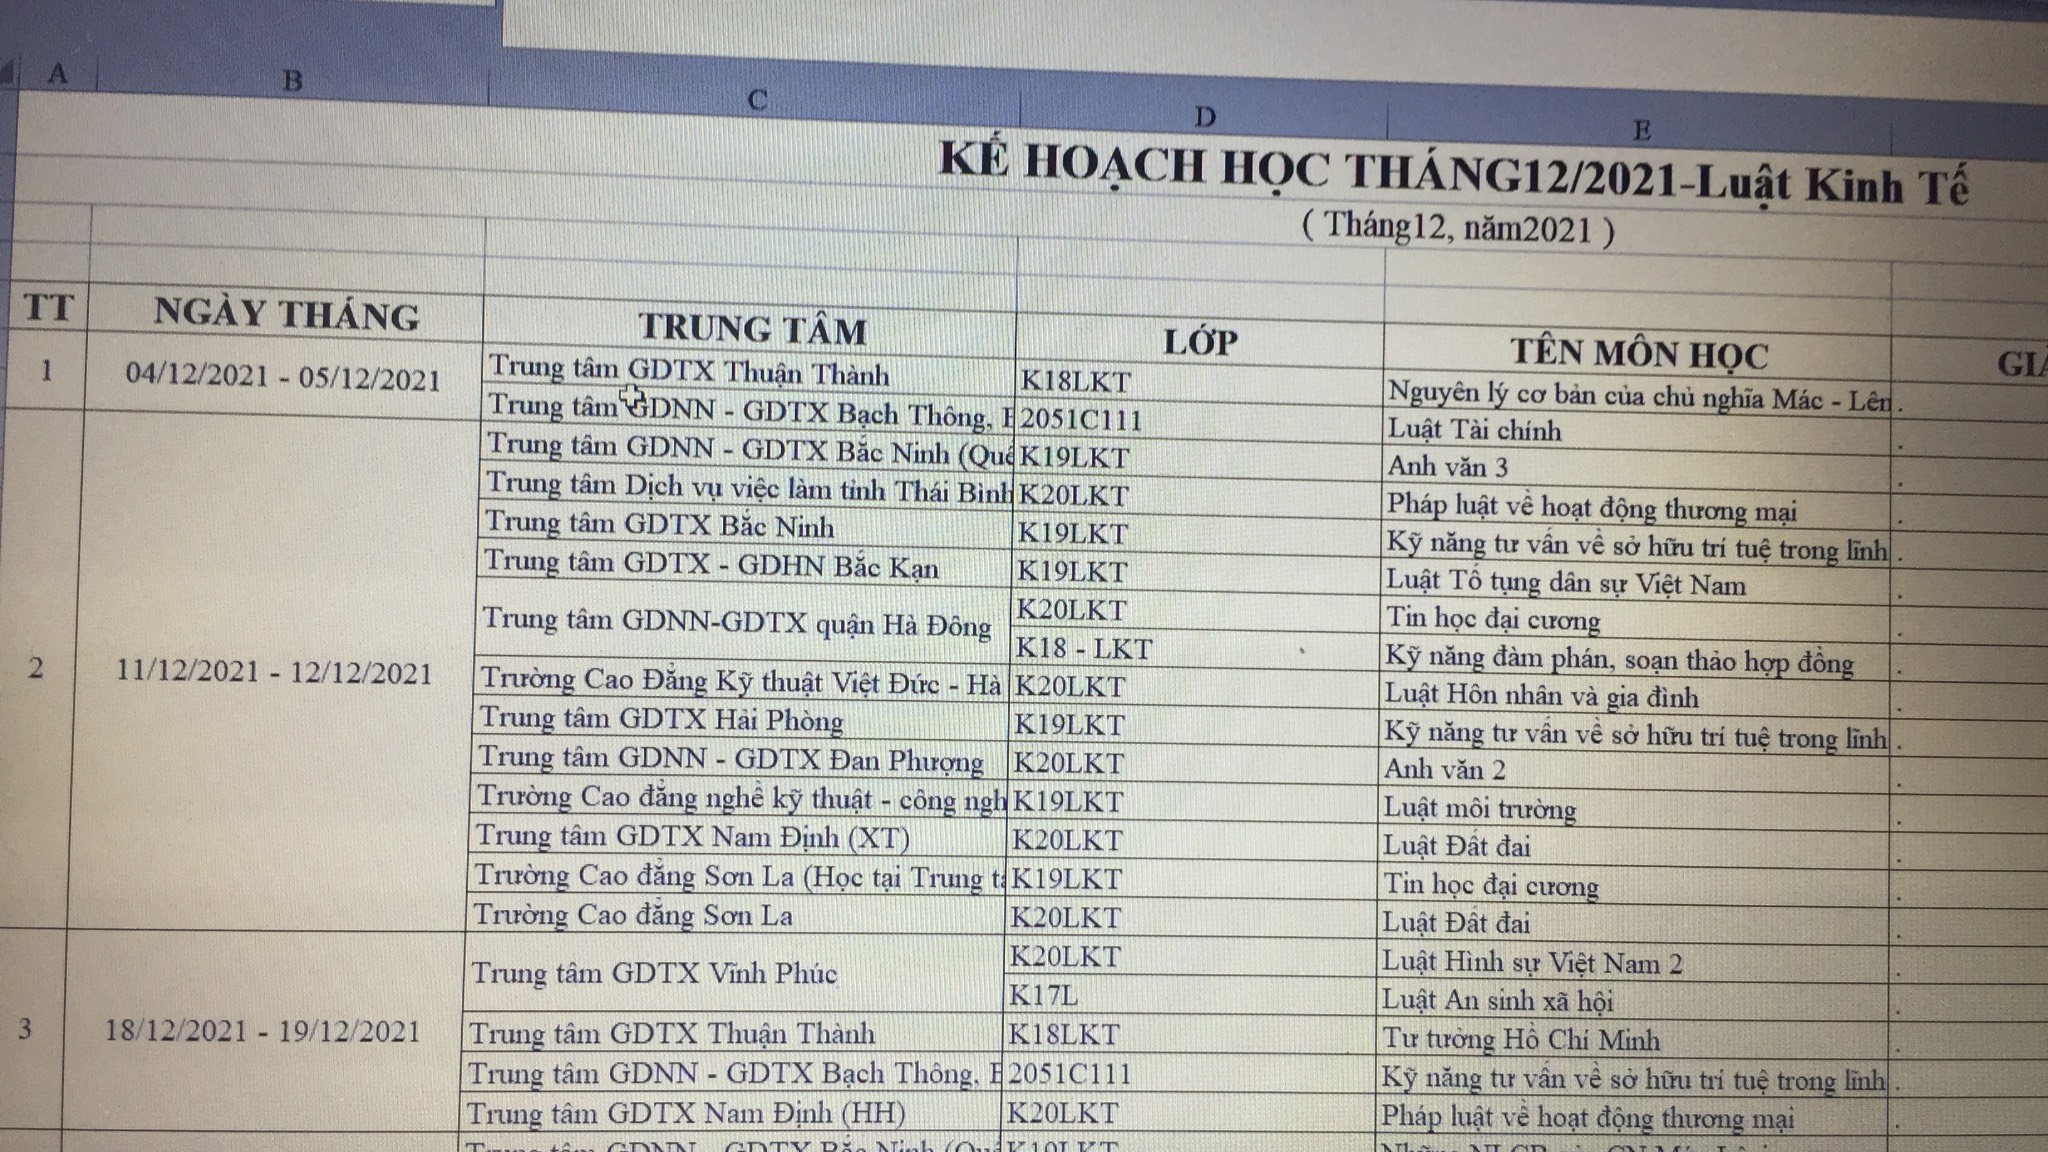 A B C D E
KẾ HOẠCH HỌC THÁNG12/2021-Luật Kinh Tế
( Tháng12, năm2021 )
TT NGÀY THÁNG TRUNG TÂM LỚP TÊN MÔN HỌC
1 04/12/2021 - 05/12/2021 Trung tâm GDTX Thuận Thành K18LKT Nguyên lý cơ bản của chủ nghĩa Mác - Lên .
Trung tâm GDNN - GDTX Bạch Thông, 2051C111 Luật Tài chính .
Trung tâm GDNN - GDTX Bắc Ninh (Quế K19LKT Anh văn 3 .
Trung tâm Dịch vụ việc làm tỉnh Thái Bình K20LKT Pháp luật về hoạt động thương mại .
Trung tâm GDTX Bắc Ninh K19LKT Kỹ năng tư vấn về sở hữu trí tuệ trong lĩnh .
Trung tâm GDTX - GDHN Bắc Kạn K19LKT Luật Tố tụng dân sự Việt Nam .
Trung tâm GDNN-GDTX quận Hà Đông K20LKT Tin học đại cương .
K18 - LKT Kỹ năng đàm phán, soạn thảo hợp đồng .
2 11/12/2021 - 12/12/2021 Trường Cao Đẳng Kỹ thuật Việt Đức - Hà K20LKT Luật Hôn nhân và gia đình .
Trung tâm GDTX Hải Phòng K19LKT Kỹ năng tư vấn về sở hữu trí tuệ trong lĩnh .
Trung tâm GDNN - GDTX Đan Phượng K20LKT Anh văn 2 .
Trường Cao đẳng nghề kỹ thuật - công ngh K19LKT Luật môi trường .
Trung tâm GDTX Nam Định (XT) K20LKT Luật Đất đai .
Trường Cao đẳng Sơn La (Học tại Trung K19LKT Tin học đại cương .
Trường Cao đẳng Sơn La K20LKT Luật Đất đai .
Trung tâm GDTX Vĩnh Phúc K20LKT Luật Hình sự Việt Nam 2 .
K17L Luật An sinh xã hội .
3 18/12/2021 - 19/12/2021 Trung tâm GDTX Thuận Thành K18LKT Tư tưởng Hồ Chí Minh .
Trung tâm GDNN - GDTX Bạch Thông, 2051C111 Kỹ năng tư vấn về sở hữu trí tuệ trong lĩnh .
Trung tâm GDTX Nam Định (HH) K20LKT Pháp luật về hoạt động thương mại .
Trung tâm GDNN - GDTX Bắc Ninh K19LKT